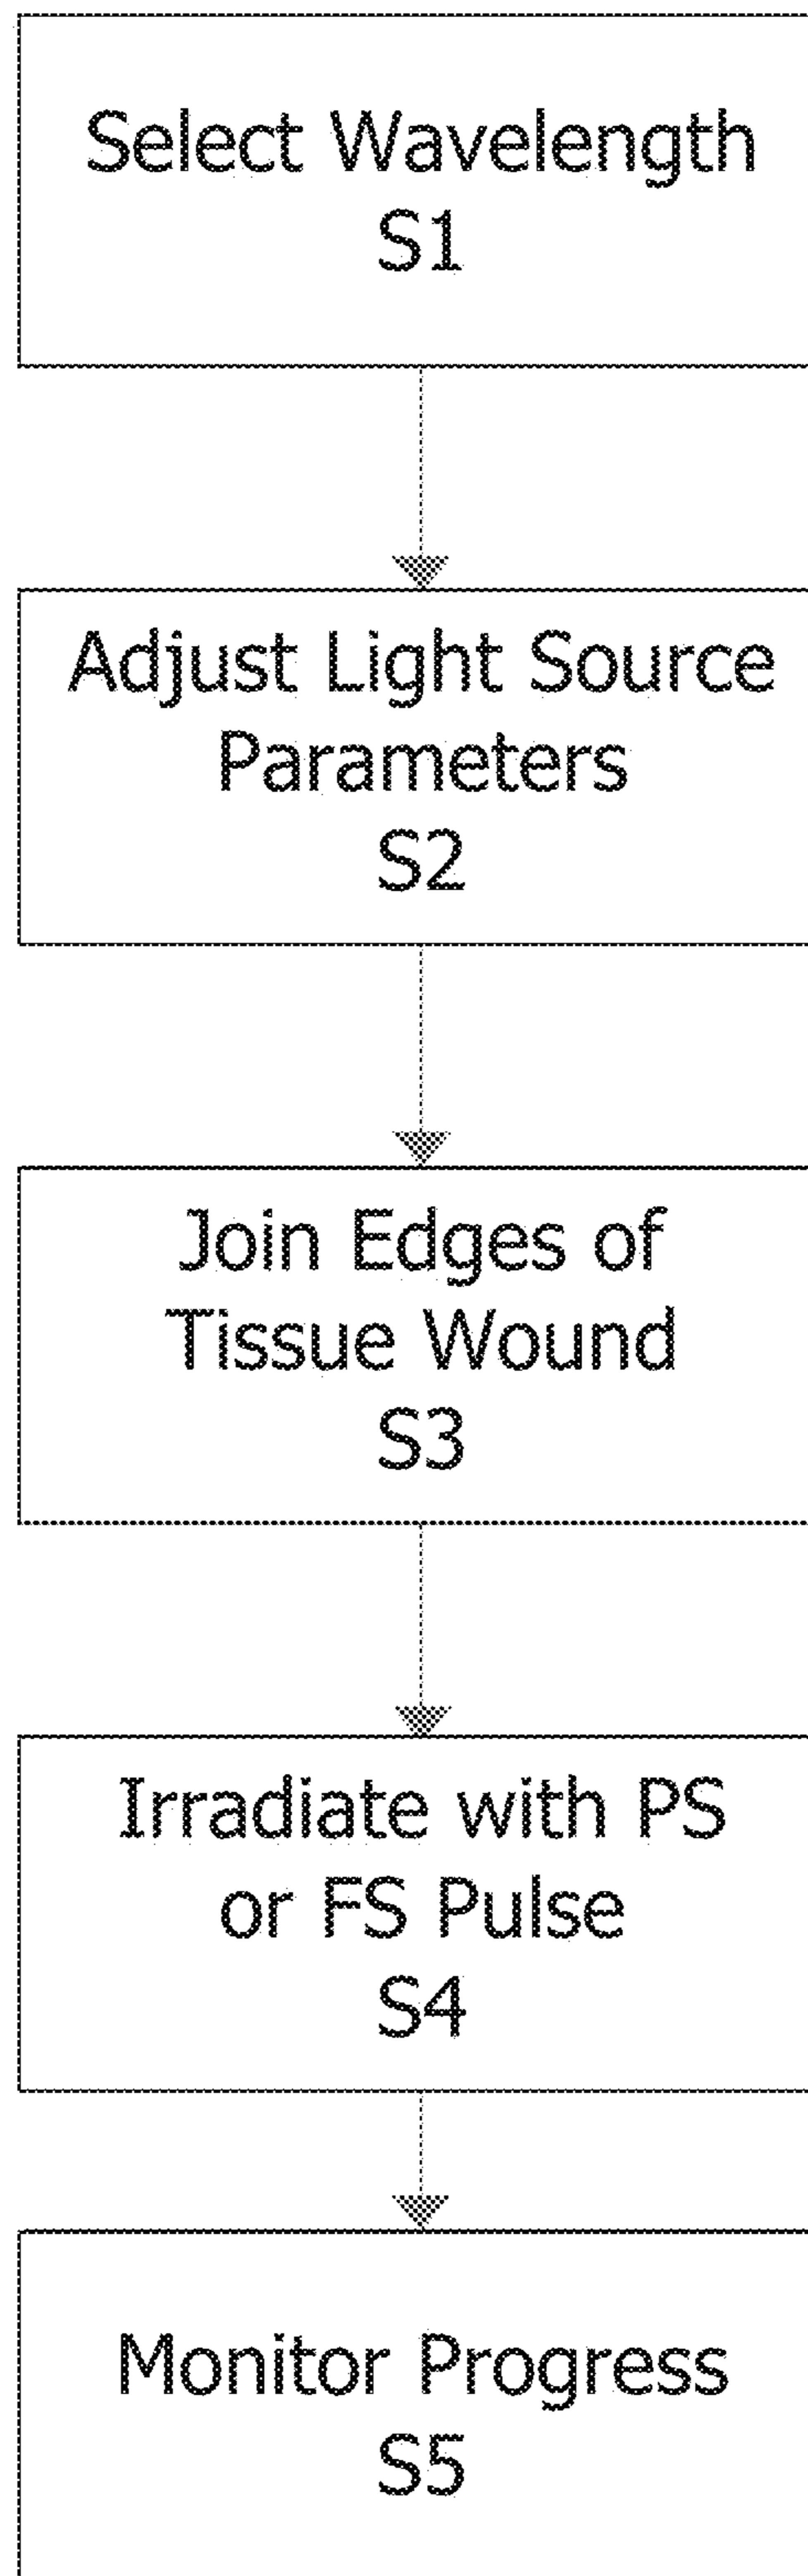 Select Wavelength
S1
Adjust Light Source
Parameters
S2
Join Edges of
Tissue Wound
S3
Irradiate with PS
or FS Pulse
S4
Monitor Progress
S5